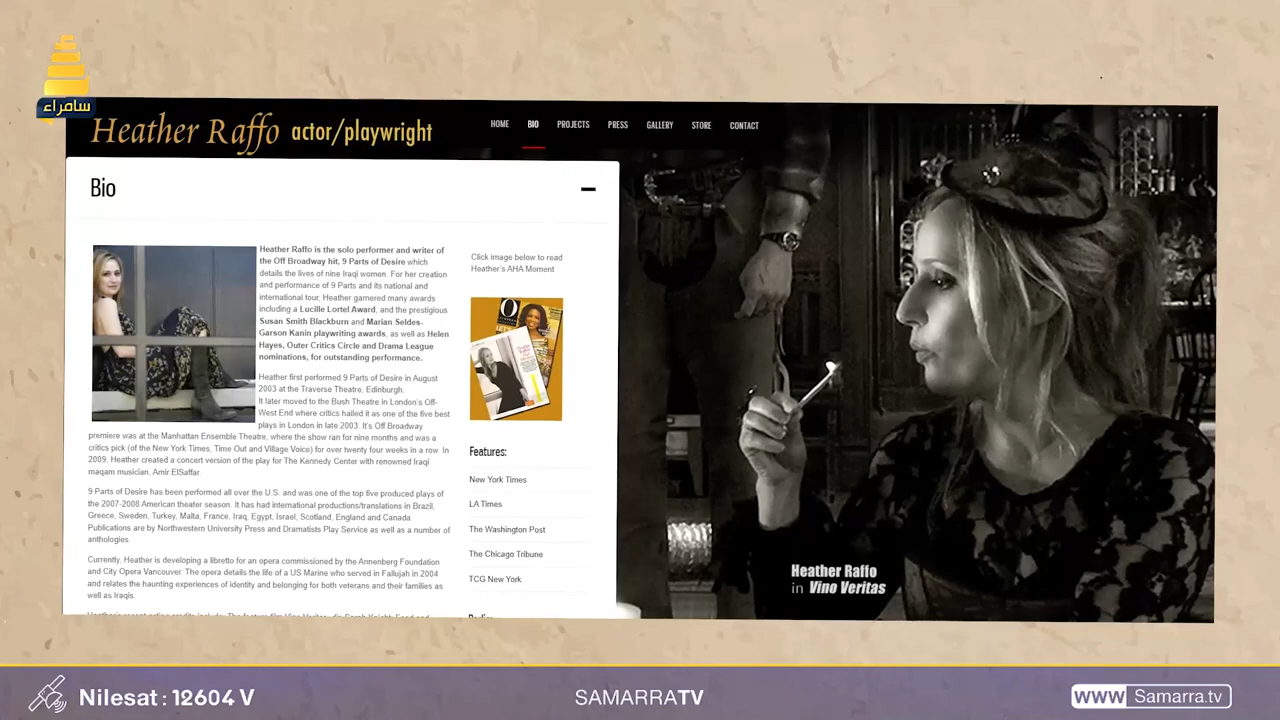 سامراء
Heather Raffo actor/playwright
HOME BIO PROJECTS PRESS GALLERY STORE CONTACT
Bio
Heather Raffo is the solo performer and writer of
the Off Broadway hit, 9 Parts of Desire which
details the lives of nine Iraqi women. For her creation
and performance of 9 Parts and its national and
international tour, Heather garnered many awards
including a Lucille Lortel Award, and the prestigious
Susan Smith Blackburn and Marian Seldes-
Garson Kanin playwriting awards, as well as Helen
Hayes, Outer Critics Circle and Drama League
nominations, for outstanding performance.
Heather first performed 9 Parts of Desire in August
2003 at the Traverse Theatre, Edinburgh.
It later moved to the Bush Theatre in London's Off-
West End where critics hailed it as one of the five best
plays in London in late 2003. It's Off Broadway
premiere was at the Manhattan Ensemble Theatre, where the show ran for nine months and was a
critics pick (of the New York Times, Time Out and Village Voice) for over twenty four weeks in a row. In
2009, Heather created a concert version of the play for The Kennedy Center with renowned Iraqi
maqam musician, Amir ElSaffar.
9 Parts of Desire has been performed all over the U.S. and was one of the top five produced plays of
the 2007-2008 American theater season. It has had international productions/translations in Brazil,
Greece, Sweden, Turkey, Malta, France, Iraq, Egypt, Israel, Scotland, England and Canada.
Publications are by Northwestern University Press and Dramatists Play Service as well as a number of
anthologies.
Currently, Heather is developing a libretto for an opera commissioned by the Annenberg Foundation
and City Opera Vancouver. The opera details the life of a US Marine who served in Fallujah in 2004
and relates the haunting experiences of identity and belonging for both veterans and their families as
well as Iraqis.
Click image below to read
Heather's AHA Moment
O
Features:
New York Times
LA Times
The Washington Post
The Chicago Tribune
TCG New York
Heather Raffo
in Vino Veritas
Nilesat : 12604 V
SAMARRATV
www Samarra.tv